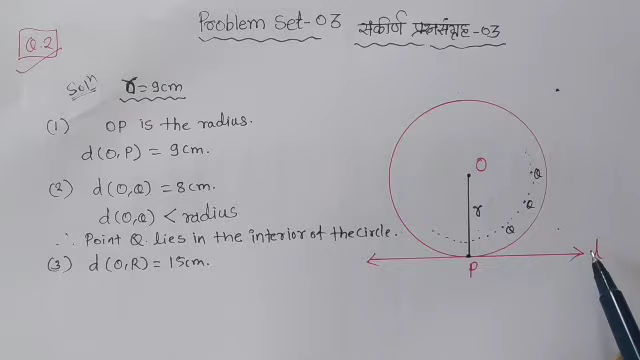 Problem Set-03 संकीर्ण प्रश्नसंग्रह-03
Q.2
Solⁿ r=9cm
(1) OP is the radius.
d(O,P) = 9cm.
(2) d(O,Q) = 8cm.
d(O,Q) < radius
∴ Point Q. lies in the interior of the circle.
(3) d(O,R) = 15cm.
O
r
Q
Q
Q
P
l